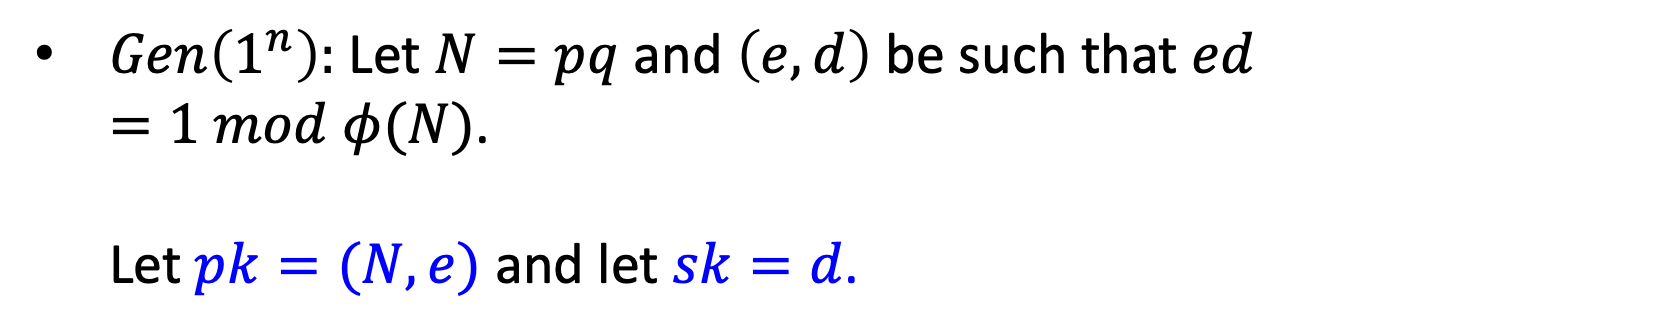 • Gen(1ⁿ): Let N = pq and (e, d) be such that ed
= 1 mod ϕ(N).
Let pk = (N, e) and let sk = d.